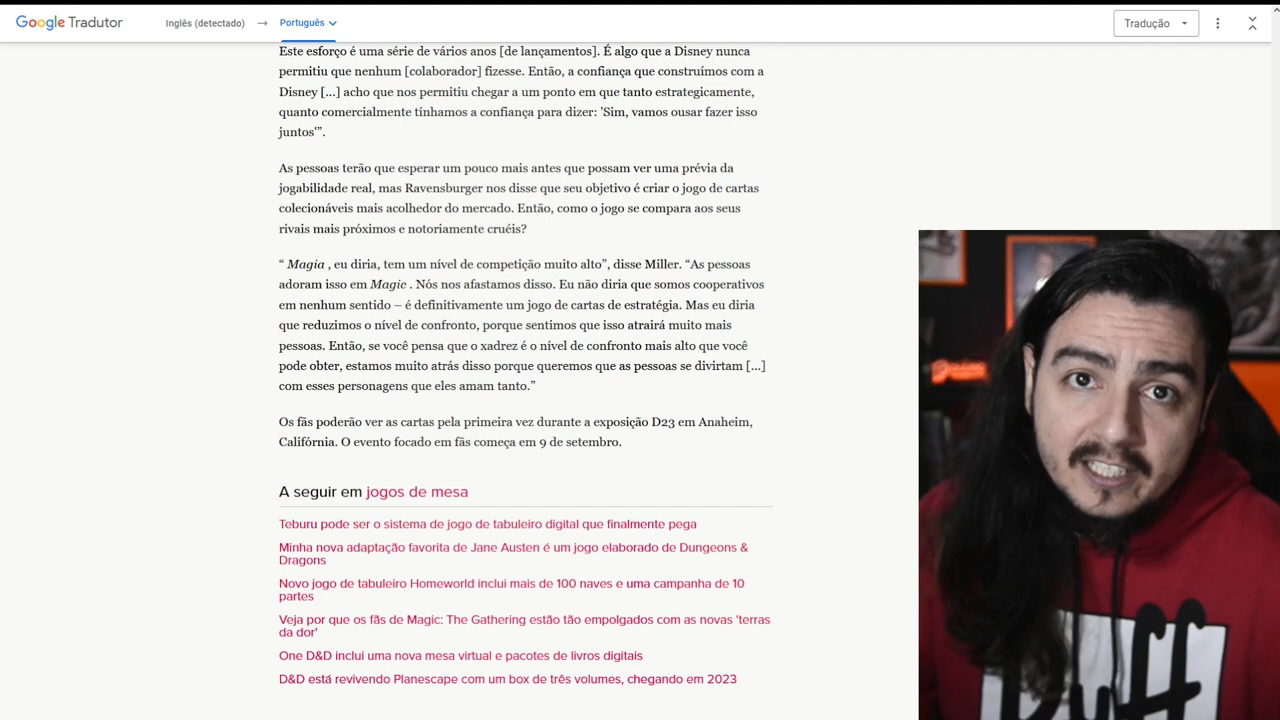 Google Tradutor
Inglês (detectado) → Português
Tradução
Este esforço é uma série de vários anos [de lançamentos]. É algo que a Disney nunca
permitiu que nenhum [colaborador] fizesse. Então, a confiança que construímos com a
Disney [...] acho que nos permitiu chegar a um ponto em que tanto estrategicamente,
quanto comercialmente tínhamos a confiança para dizer: 'Sim, vamos ousar fazer isso
juntos'”.
As pessoas terão que esperar um pouco mais antes que possam ver uma prévia da
jogabilidade real, mas Ravensburger nos disse que seu objetivo é criar o jogo de cartas
colecionáveis mais acolhedor do mercado. Então, como o jogo se compara aos seus
rivais mais próximos e notoriamente cruéis?
“ Magia , eu diria, tem um nível de competição muito alto”, disse Miller. “As pessoas
adoram isso em Magic . Nós nos afastamos disso. Eu não diria que somos cooperativos
em nenhum sentido – é definitivamente um jogo de cartas de estratégia. Mas eu diria
que reduzimos o nível de confronto, porque sentimos que isso atrairá muito mais
pessoas. Então, se você pensa que o xadrez é o nível de confronto mais alto que você
pode obter, estamos muito atrás disso porque queremos que as pessoas se divirtam [...]
com esses personagens que eles amam tanto.”
Os fãs poderão ver as cartas pela primeira vez durante a exposição D23 em Anaheim,
Califórnia. O evento focado em fãs começa em 9 de setembro.
A seguir em jogos de mesa
Teburu pode ser o sistema de jogo de tabuleiro digital que finalmente pega
Minha nova adaptação favorita de Jane Austen é um jogo elaborado de Dungeons &
Dragons
Novo jogo de tabuleiro Homeworld inclui mais de 100 naves e uma campanha de 10
partes
Veja por que os fãs de Magic: The Gathering estão tão empolgados com as novas 'terras
da dor'
One D&D inclui uma nova mesa virtual e pacotes de livros digitais
D&D está revivendo Planescape com um box de três volumes, chegando em 2023
Duff